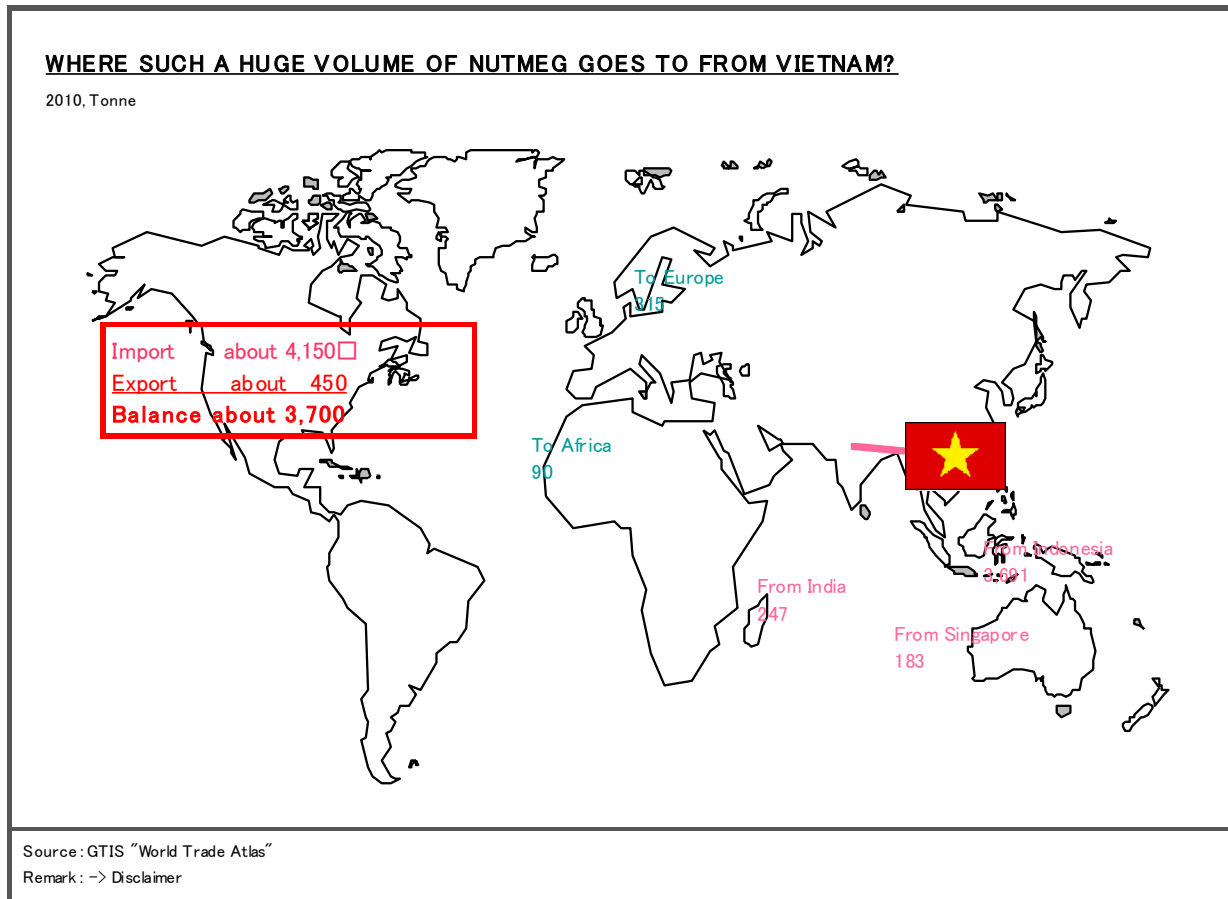 WHERE SUCH A HUGE VOLUME OF NUTMEG GOES TO FROM VIETNAM?
2010, Tonne
To Europe
315
Import about 4,150□
Export about 450
Balance about 3,700
To Africa
90
From Indonesia
3,691
From India
247
From Singapore
183
Source : GTIS "World Trade Atlas"
Remark : -> Disclaimer